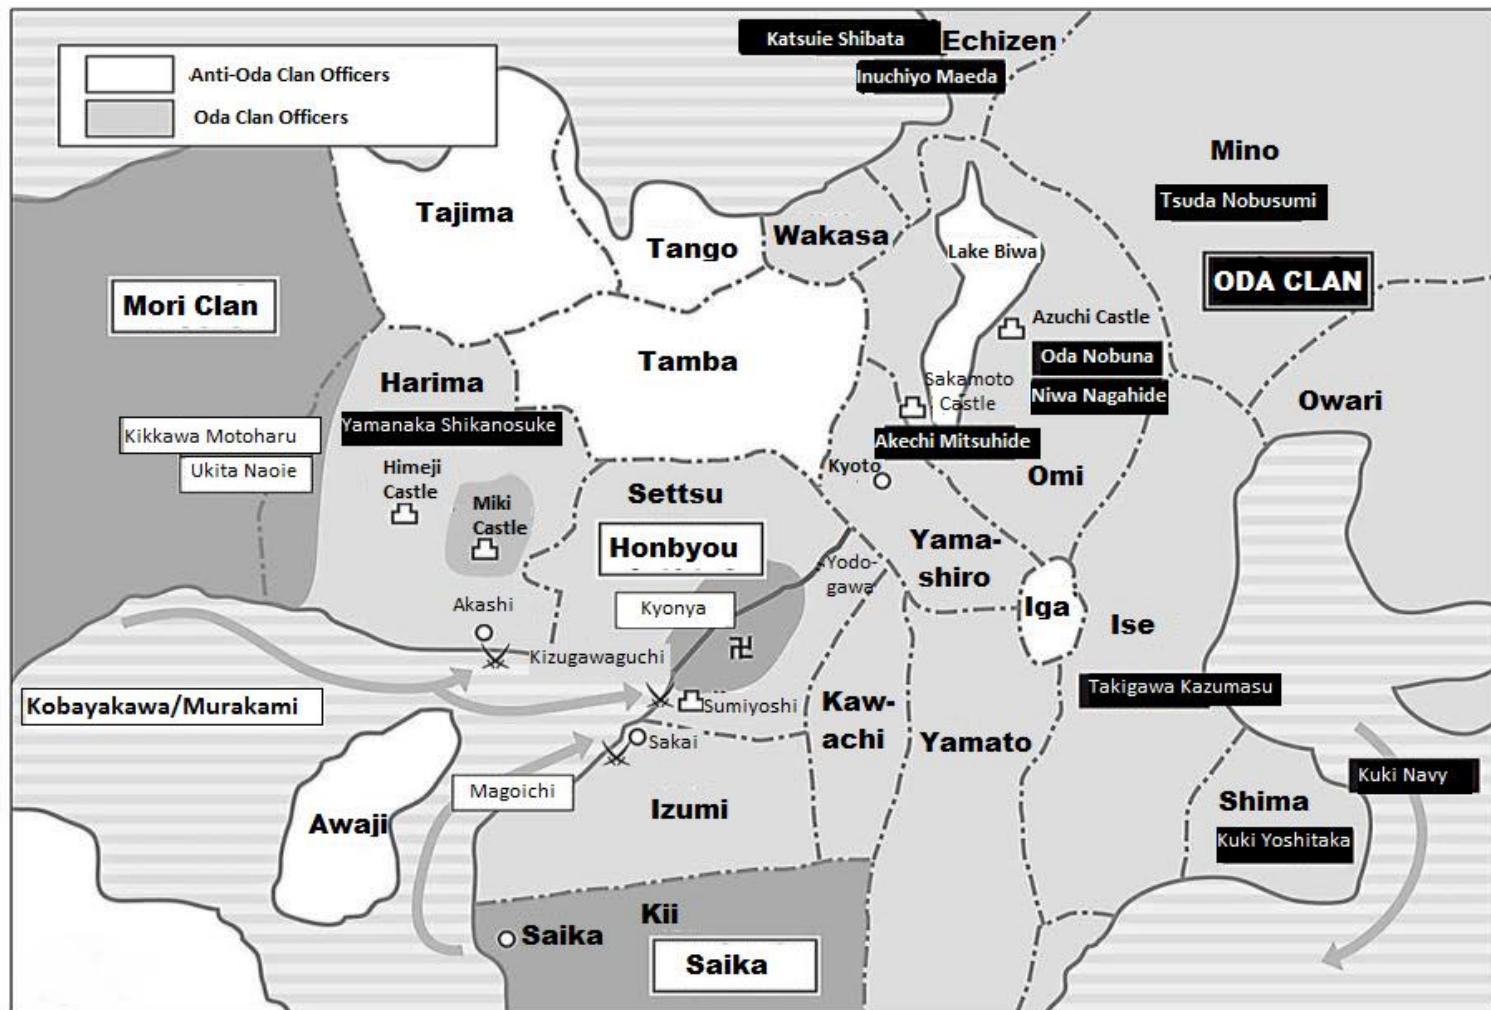 Katsuie Shibata
Echizen
Inuchiyo Maeda
Anti-Oda Clan Officers
Oda Clan Officers
Mino
Tsuda Nobusumi
Tajima
Tango
Wakasa
Lake Biwa
ODA CLAN
Mori Clan
Azuchi Castle
Oda Nobuna
Niwa Nagahide
Tamba
Harima
Sakamoto
Castle
Owari
Yamanaka Shikanosuke
Kikkawa Motoharu
Ukita Naoie
Akechi Mitsuhide
Kyoto
Omi
Himeji
Castle
Miki
Castle
Settsu
Honbyou
Yama-
shiro
Yodo-
gawa
Iga
Ise
Akashi
Kyonya
卍
Kizugawaguchi
Kobayakawa/Murakami
Sumiyoshi
Kaw-
achi
Takigawa Kazumasu
Sakai
Yamato
Magoichi
Izumi
Awaji
Shima
Kuki Navy
Kuki Yoshitaka
Kii
Saika
Saika